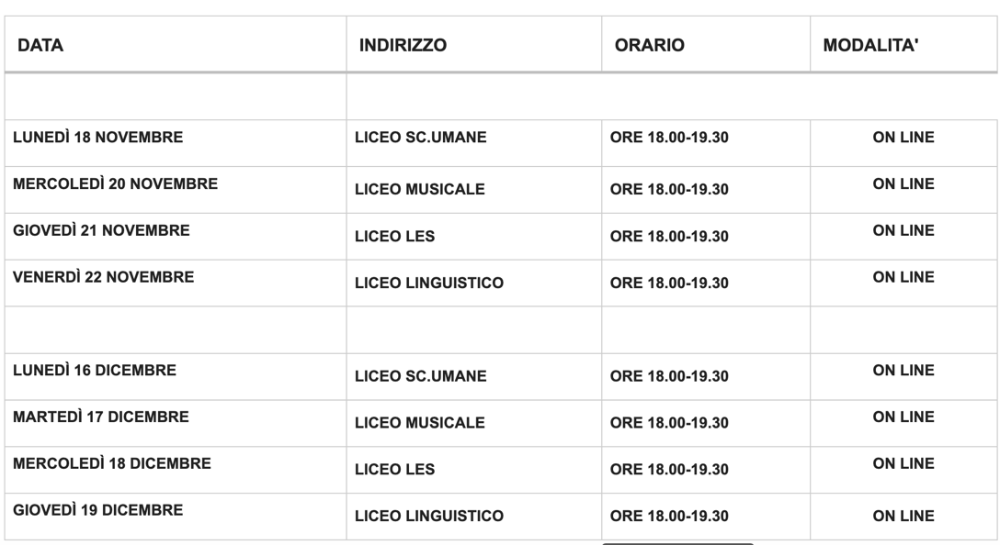 DATA INDIRIZZO ORARIO MODALITA'
LUNEDÌ 18 NOVEMBRE LICEO SC.UMANE ORE 18.00-19.30 ON LINE
MERCOLEDÌ 20 NOVEMBRE LICEO MUSICALE ORE 18.00-19.30 ON LINE
GIOVEDÌ 21 NOVEMBRE LICEO LES ORE 18.00-19.30 ON LINE
VENERDÌ 22 NOVEMBRE LICEO LINGUISTICO ORE 18.00-19.30 ON LINE
LUNEDÌ 16 DICEMBRE LICEO SC.UMANE ORE 18.00-19.30 ON LINE
MARTEDÌ 17 DICEMBRE LICEO MUSICALE ORE 18.00-19.30 ON LINE
MERCOLEDÌ 18 DICEMBRE LICEO LES ORE 18.00-19.30 ON LINE
GIOVEDÌ 19 DICEMBRE LICEO LINGUISTICO ORE 18.00-19.30 ON LINE